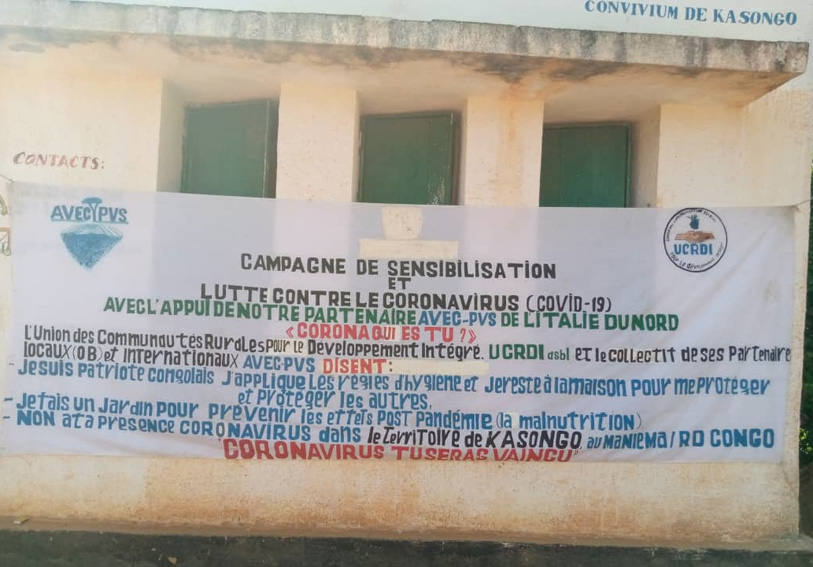 CONVIVIUM DE KASONGO
CONTACTS:
AVEC PVS
UCRDI
CAMPAGNE DE SENSIBILISATION
ET
LUTTE CONTRE LE CORONAVIRUS (COVID-19)
AVEC L'APPUI DE NOTRE PARTENAIRE AVEC-PVS DE L'ITALIE DU NORD
«CORONA QUI ES TU?»
L'Union des Communautés Rurales pour le Développement Intégré. UCRDI asbl et le collectif de ses Partenaire
locaux (OB) et internationaux AVEC-PVS DISENT:
- Je suis Patriote congolais J'applique Les règles d'hygiene et Je reste à la maison pour me Protéger
et Protéger les autres,
- Je fais un Jardin pour prévenir les effets POST Pandémie (la malnutrition)
- NON A TA PRESENCE CORONAVIRUS dans le Territoire de KASONGO au MANIEMA/RD CONGO
"CORONAVIRUS TU SERAS VAINCU"